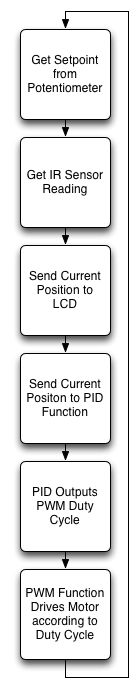 Get Setpoint
from
Potentiometer
Get IR Sensor
Reading
Send Current
Position to
LCD
Send Current
Positon to PID
Function
PID Outputs
PWM Duty
Cycle
PWM Function
Drives Motor
according to
Duty Cycle